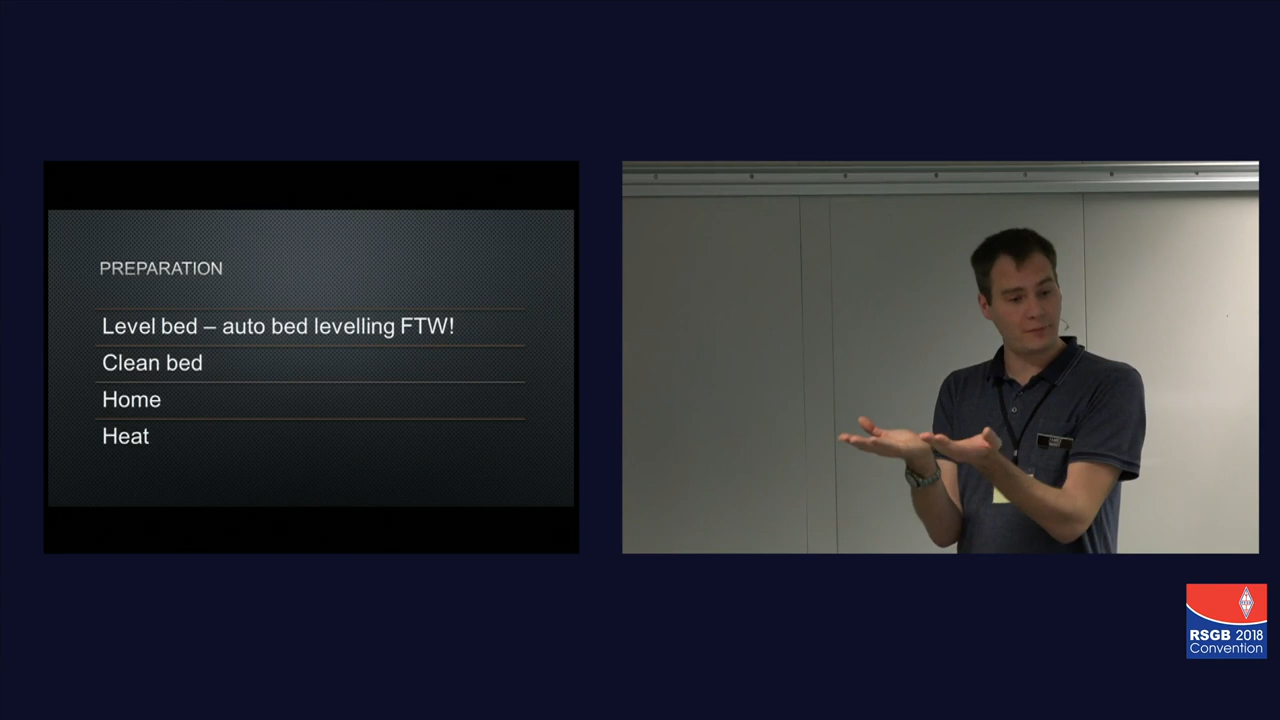 PREPARATION
Level bed – auto bed levelling FTW!
Clean bed
Home
Heat
RSGB 2018
Convention